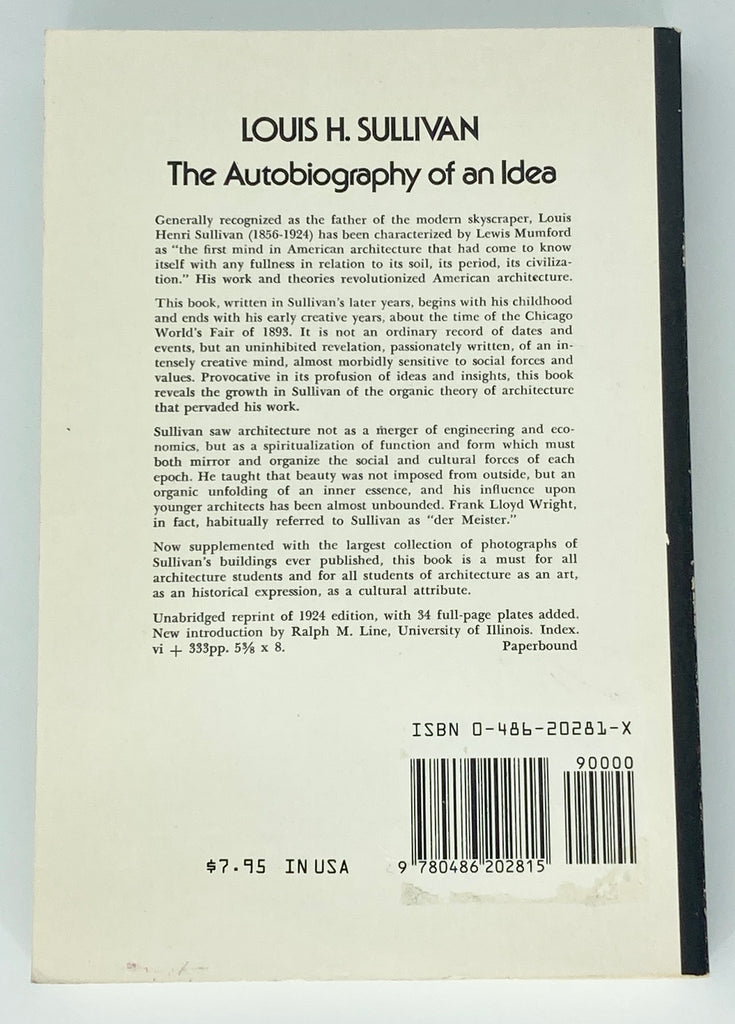 LOUIS H. SULLIVAN
The Autobiography of an Idea
Generally recognized as the father of the modern skyscraper, Louis
Henri Sullivan (1856-1924) has been characterized by Lewis Mumford
as "the first mind in American architecture that had come to know
itself with any fullness in relation to its soil, its period, its civiliza-
tion." His work and theories revolutionized American architecture.
This book, written in Sullivan's later years, begins with his childhood
and ends with his early creative years, about the time of the Chicago
World's Fair of 1893. It is not an ordinary record of dates and
events, but an uninhibited revelation, passionately written, of an in-
tensely creative mind, almost morbidly sensitive to social forces and
values. Provocative in its profusion of ideas and insights, this book
reveals the growth in Sullivan of the organic theory of architecture
that pervaded his work.
Sullivan saw architecture not as a merger of engineering and eco-
nomics, but as a spiritualization of function and form which must
both mirror and organize the social and cultural forces of each
epoch. He taught that beauty was not imposed from outside, but an
organic unfolding of an inner essence, and his influence upon
younger architects has been almost unbounded. Frank Lloyd Wright,
in fact, habitually referred to Sullivan as "der Meister."
Now supplemented with the largest collection of photographs of
Sullivan's buildings ever published, this book is a must for all
architecture students and for all students of architecture as an art,
as an historical expression, as a cultural attribute.
Unabridged reprint of 1924 edition, with 34 full-page plates added.
New introduction by Ralph M. Line, University of Illinois. Index.
vi + 333pp. 5⅜ x 8. Paperbound
ISBN 0-486-20281-X
90000
9 780486 202815
$7.95 IN USA